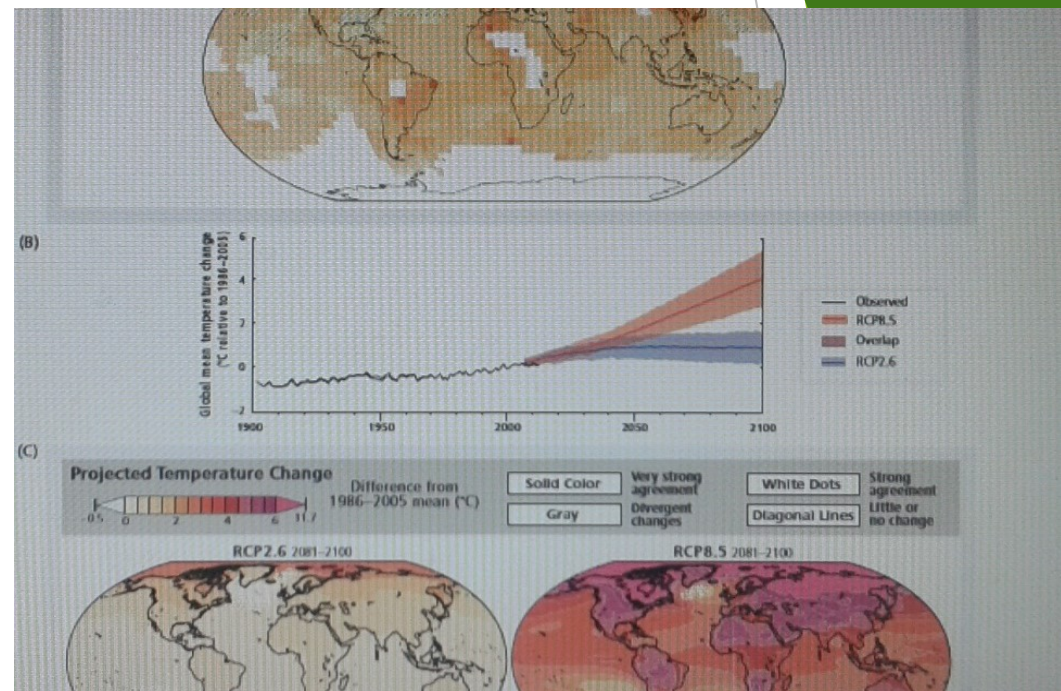 (B)
Global mean temperature change
(°C relative to 1986–2005)
6
4
2
0
-2
1900
1950
2000
2050
2100
Observed
RCP8.5
Overlap
RCP2.6
(C)
Projected Temperature Change
Difference from
1986–2005 mean (°C)
-0.5
0
2
4
6
11.7
Solid Color
Very strong
agreement
White Dots
Strong
agreement
Gray
Divergent
changes
Diagonal Lines
Little or
no change
RCP2.6 2081–2100
RCP8.5 2081–2100